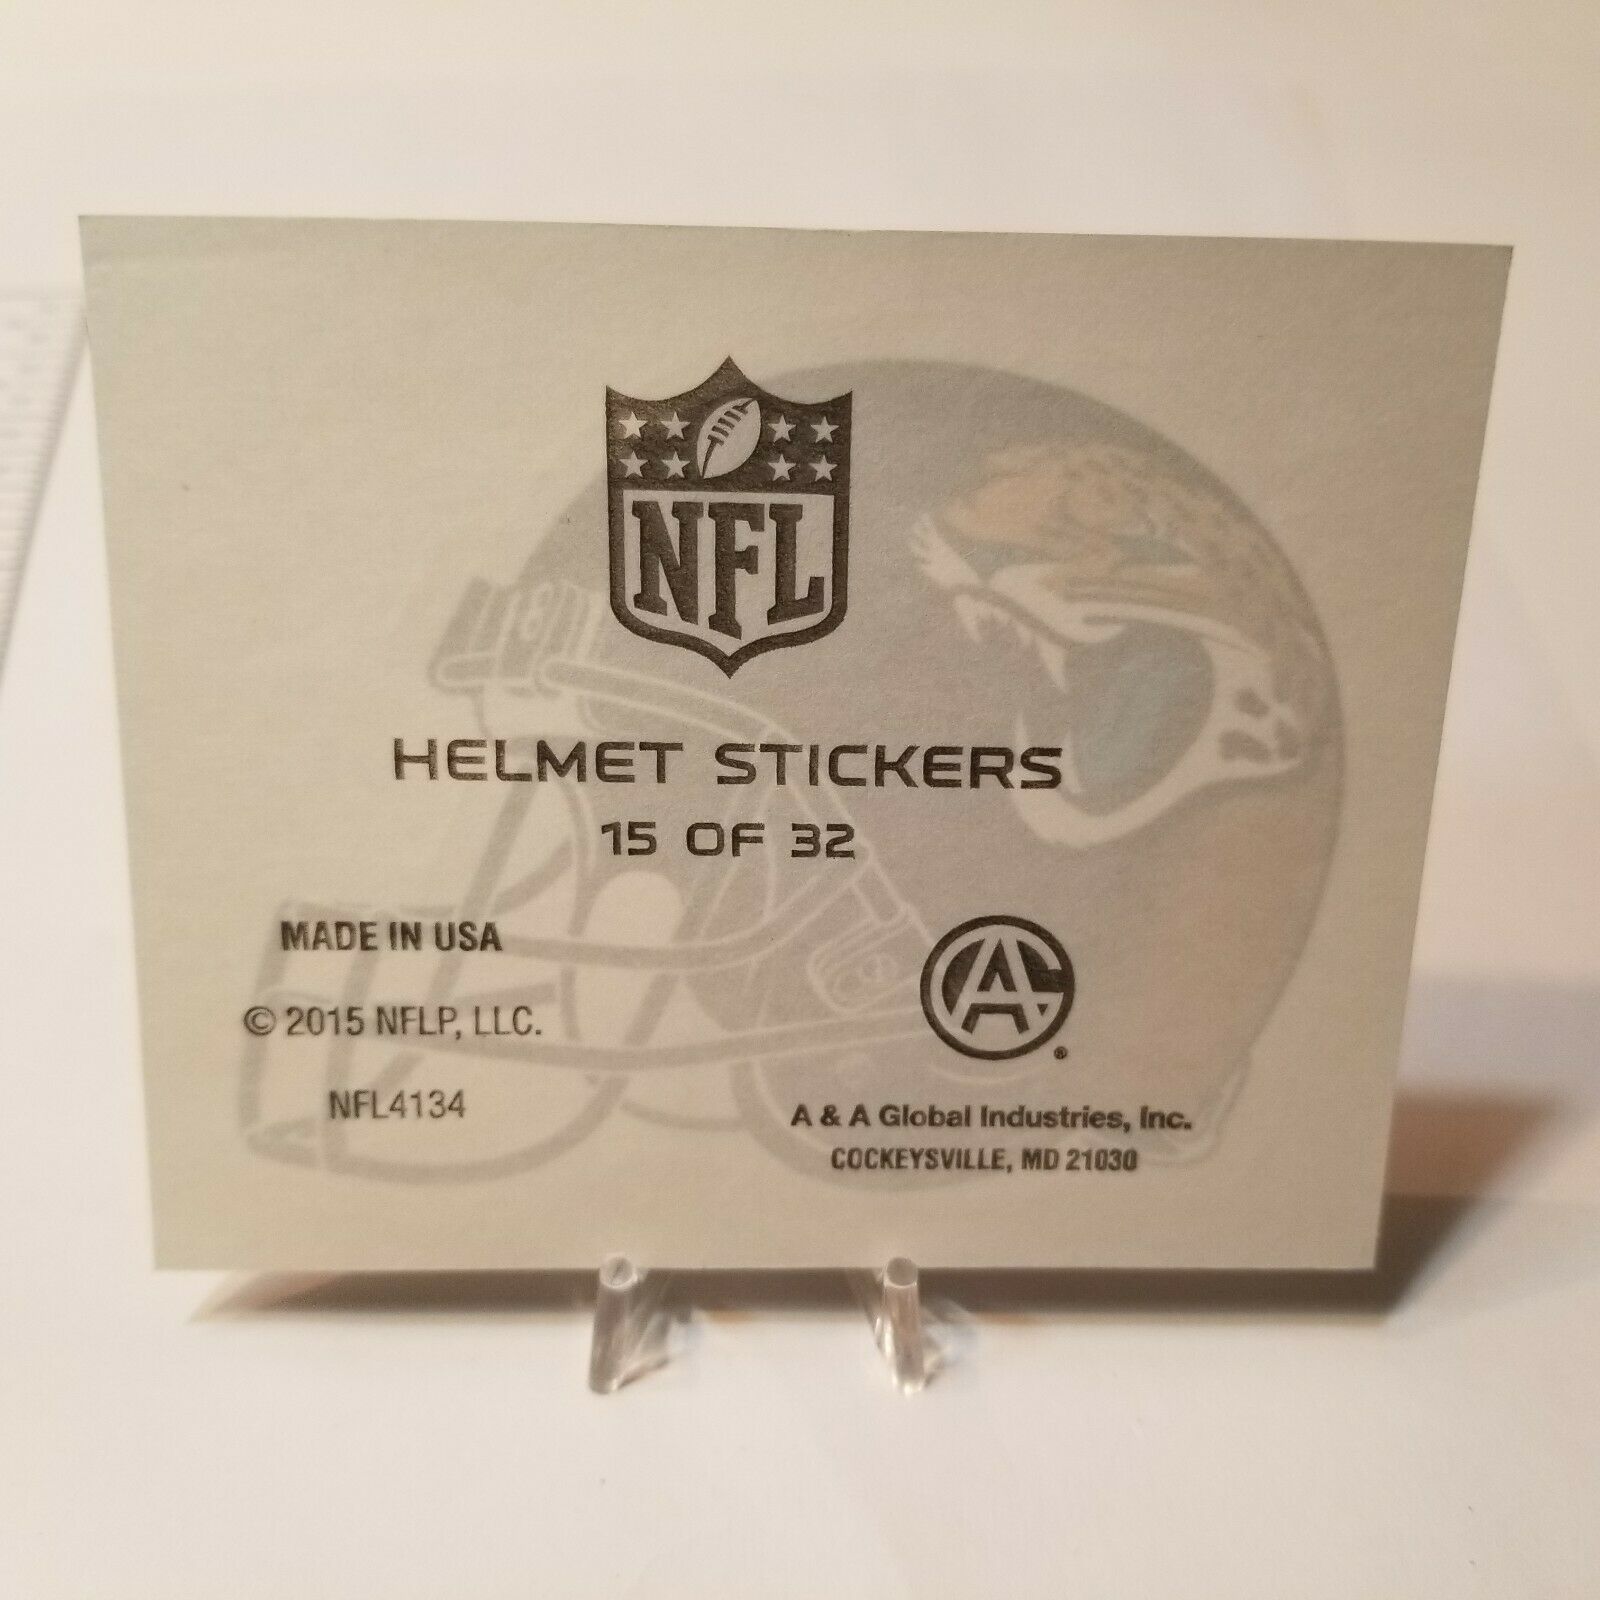 NFL
HELMET STICKERS
15 OF 32
MADE IN USA
© 2015 NFLP, LLC.
NFL4134
AG
®
A & A Global Industries, Inc.
COCKEYSVILLE, MD 21030